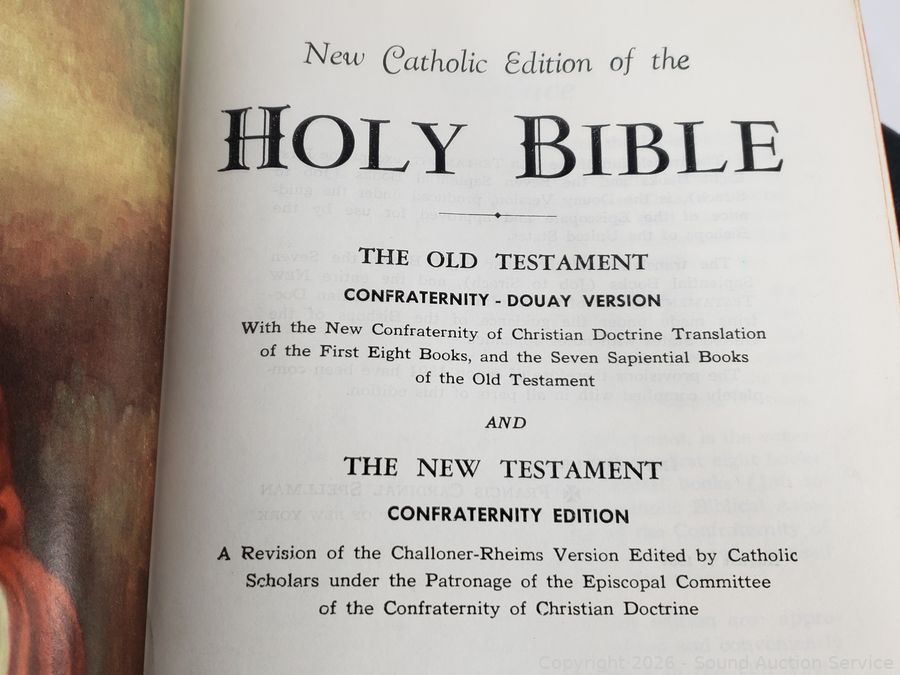 New Catholic Edition of the
HOLY BIBLE
THE OLD TESTAMENT
CONFRATERNITY - DOUAY VERSION
With the New Confraternity of Christian Doctrine Translation
of the First Eight Books, and the Seven Sapiential Books
of the Old Testament
AND
THE NEW TESTAMENT
CONFRATERNITY EDITION
A Revision of the Challoner-Rheims Version Edited by Catholic
Scholars under the Patronage of the Episcopal Committee
of the Confraternity of Christian Doctrine
Copyright 2026 - Sound Auction Service